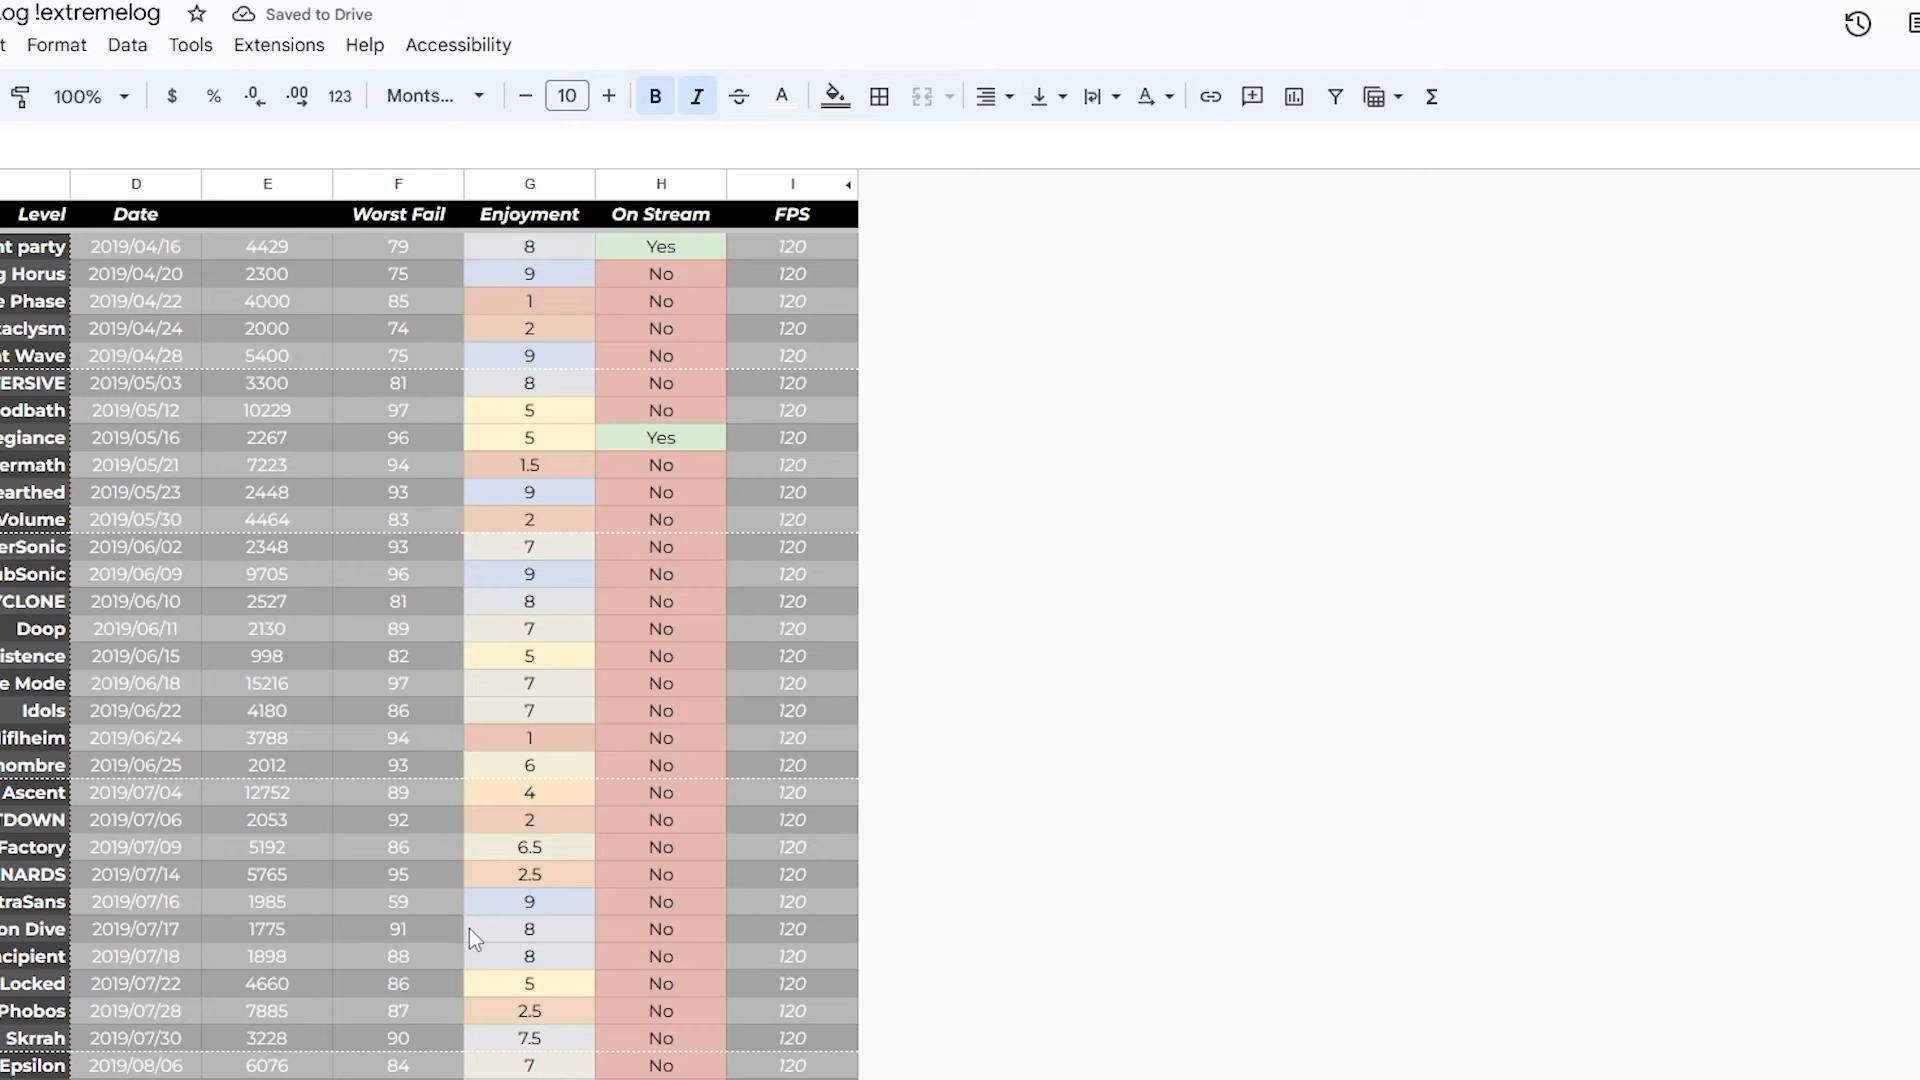 og !extremelog Saved to Drive
t Format Data Tools Extensions Help Accessibility
100% $ % .0 .00 123 Monts... − 10 + B I A Σ
D E F G H I
Level Date Worst Fail Enjoyment On Stream FPS
nt party 2019/04/16 4429 79 8 Yes 120
g Horus 2019/04/20 2300 75 9 No 120
e Phase 2019/04/22 4000 85 1 No 120
taclysm 2019/04/24 2000 74 2 No 120
t Wave 2019/04/28 5400 75 9 No 120
ERSIVE 2019/05/03 3300 81 8 No 120
odbath 2019/05/12 10229 97 5 No 120
egiance 2019/05/16 2267 96 5 Yes 120
ermath 2019/05/21 7223 94 1.5 No 120
earthed 2019/05/23 2448 93 9 No 120
Volume 2019/05/30 4464 83 2 No 120
erSonic 2019/06/02 2348 93 7 No 120
ubSonic 2019/06/09 9705 96 9 No 120
YCLONE 2019/06/10 2527 81 8 No 120
Doop 2019/06/11 2130 89 7 No 120
istence 2019/06/15 998 82 5 No 120
e Mode 2019/06/18 15216 97 7 No 120
Idols 2019/06/22 4180 86 7 No 120
iflheim 2019/06/24 3788 94 1 No 120
hombre 2019/06/25 2012 93 6 No 120
Ascent 2019/07/04 12752 89 4 No 120
TDOWN 2019/07/06 2053 92 2 No 120
Factory 2019/07/09 5192 86 6.5 No 120
NARDS 2019/07/14 5765 95 2.5 No 120
traSans 2019/07/16 1985 59 9 No 120
on Dive 2019/07/17 1775 91 8 No 120
cipient 2019/07/18 1898 88 8 No 120
Locked 2019/07/22 4660 86 5 No 120
Phobos 2019/07/28 7885 87 2.5 No 120
Skrrah 2019/07/30 3228 90 7.5 No 120
Epsilon 2019/08/06 6076 84 7 No 120